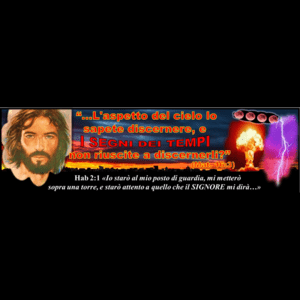 “...L'aspetto del cielo lo
sapete discernere, e
I SEGNI DEI TEMPI
non riuscite a discernerli?”
Hab 2:1 «Io starò al mio posto di guardia, mi metterò
sopra una torre, e starò attento a quello che il SIGNORE mi dirà…»